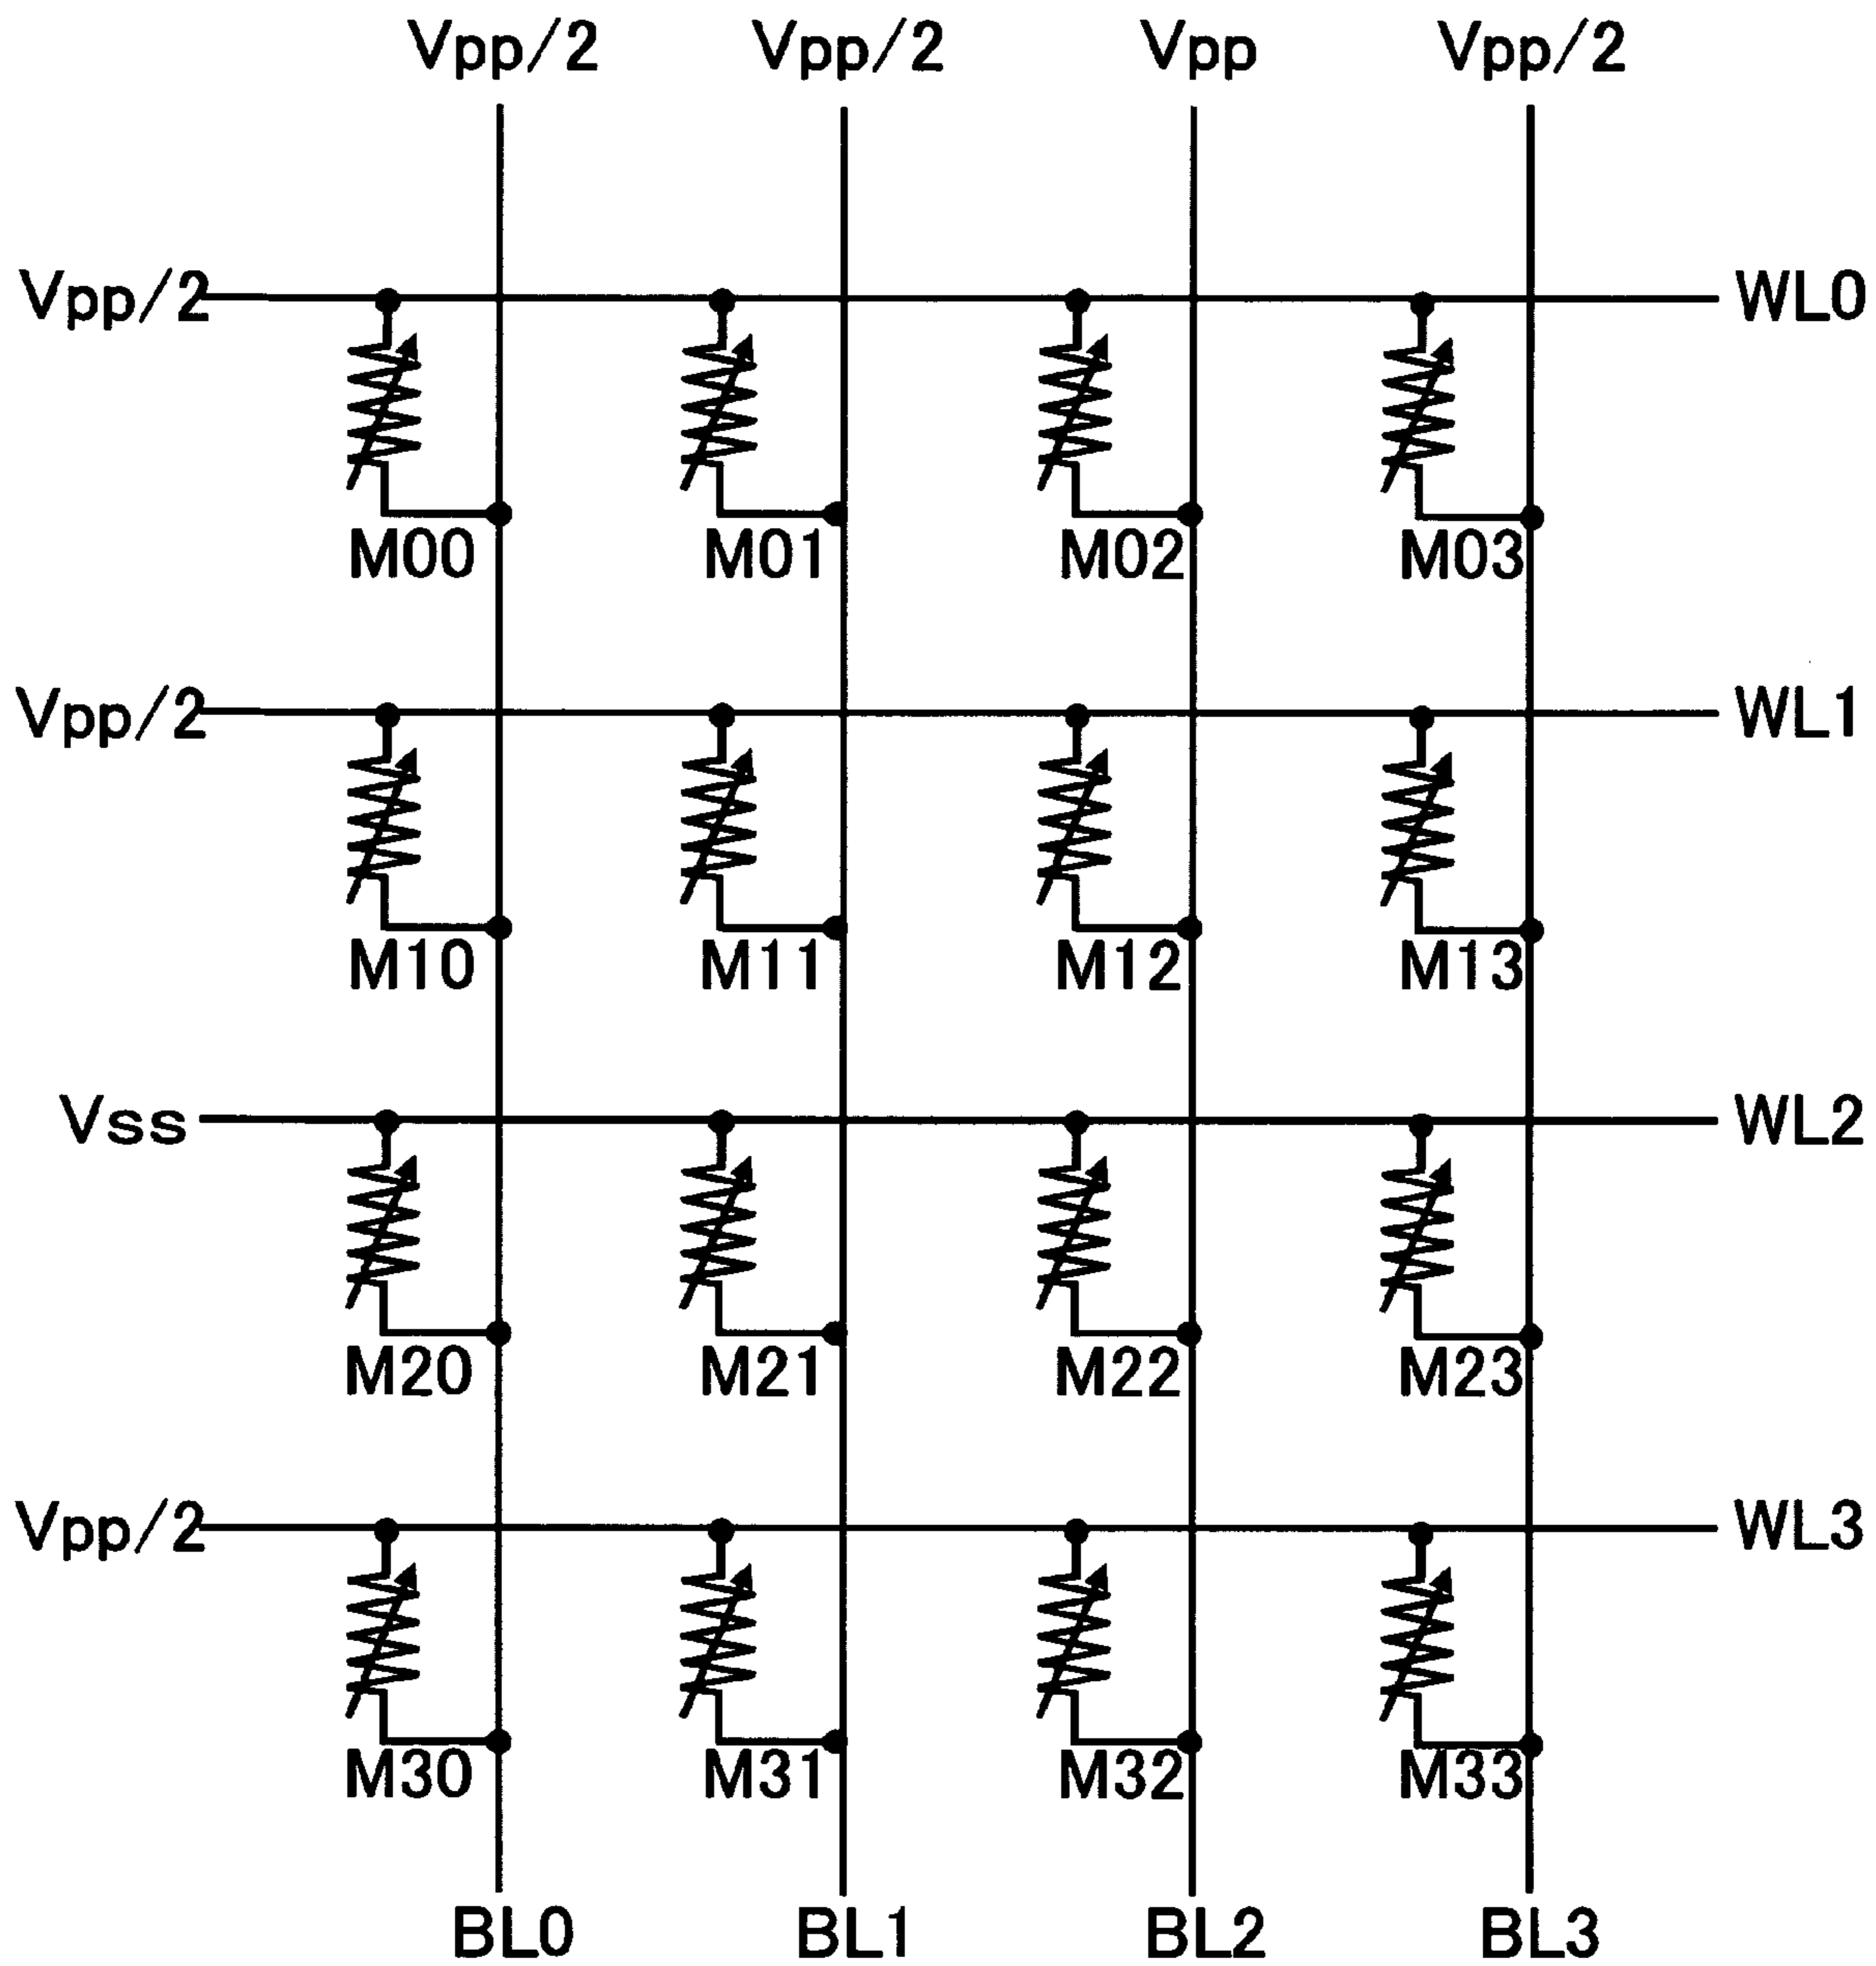 Vpp/2 Vpp/2 Vpp Vpp/2
Vpp/2 WL0
M00 M01 M02 M03
Vpp/2 WL1
M10 M11 M12 M13
Vss WL2
M20 M21 M22 M23
Vpp/2 WL3
M30 M31 M32 M33
BL0 BL1 BL2 BL3